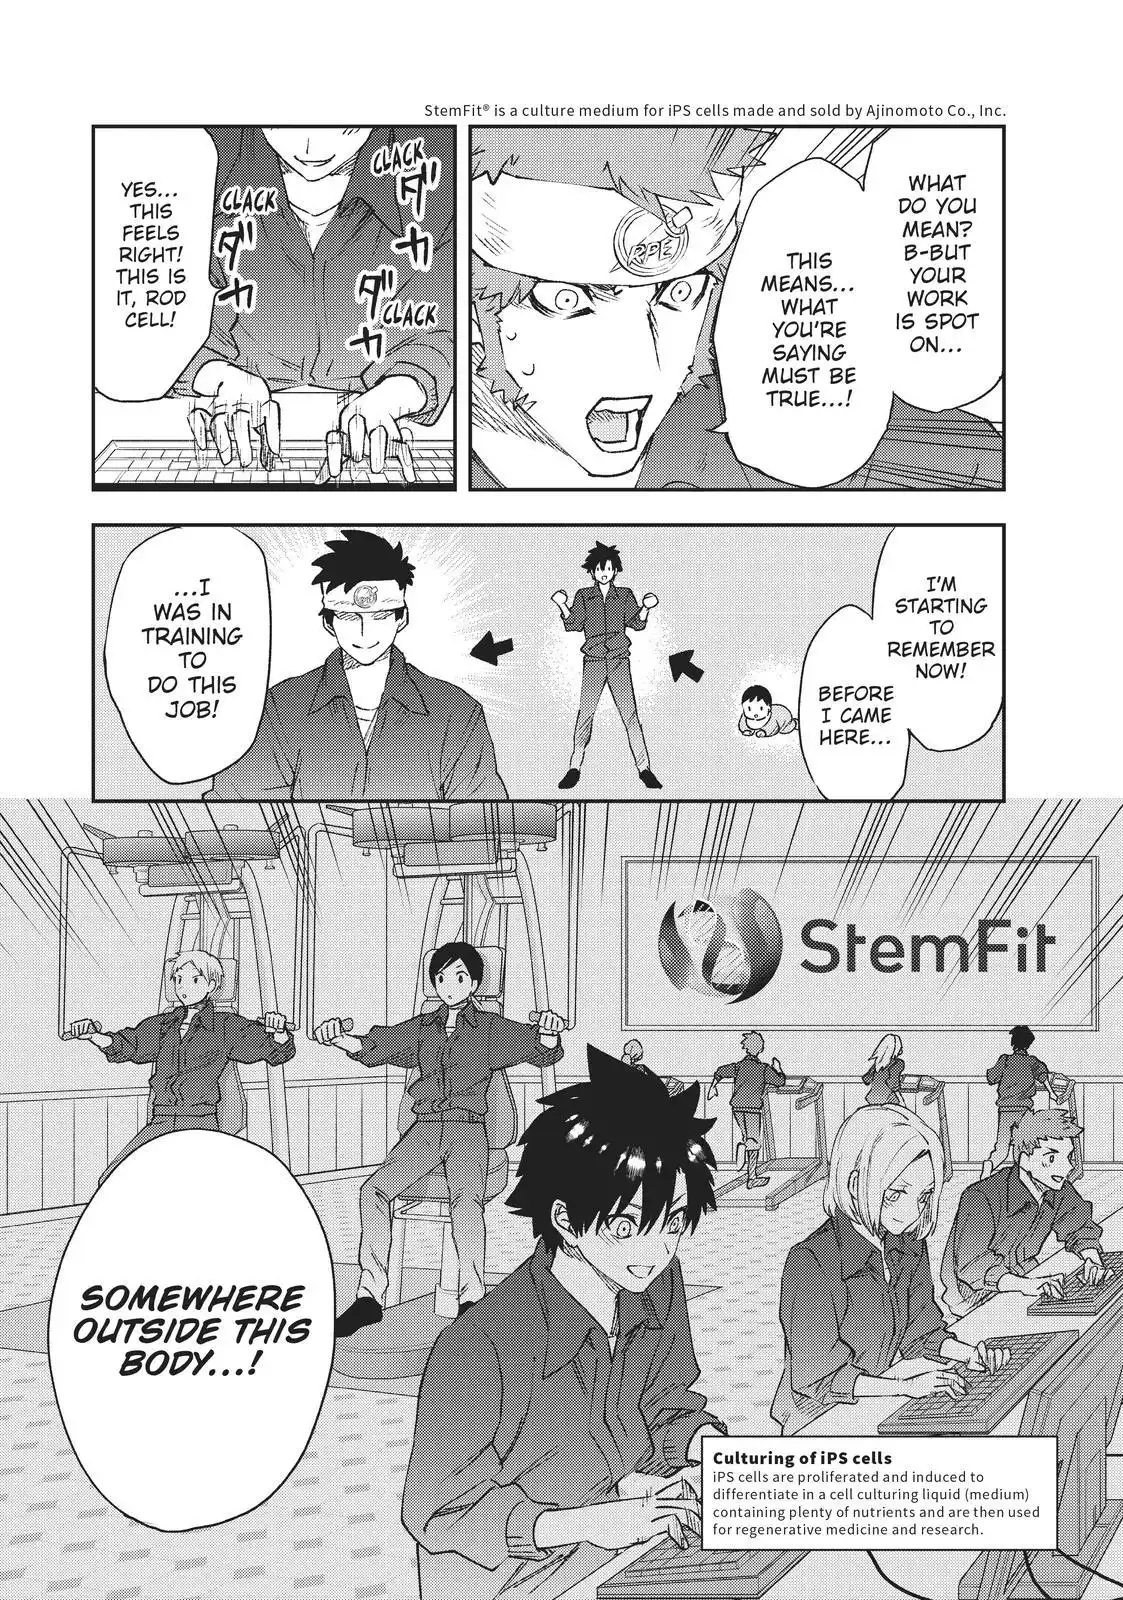 StemFit® is a culture medium for iPS cells made and sold by Ajinomoto Co., Inc.
WHAT
DO YOU
MEAN?
B-BUT
YOUR
WORK
IS SPOT
ON...
THIS
MEANS...
WHAT
YOU'RE
SAYING
MUST BE
TRUE...!
RPE
CLACK
ダカ
CLACK
ダカ
CLACK
ダカ
YES...
THIS
FEELS
RIGHT!
THIS IS
IT, ROD
CELL!
I'M
STARTING
TO
REMEMBER
NOW!
BEFORE
I CAME
HERE...
...I
WAS IN
TRAINING
TO
DO THIS
JOB!
StemFit
SOMEWHERE
OUTSIDE THIS
BODY...!
Culturing of iPS cells
iPS cells are proliferated and induced to
differentiate in a cell culturing liquid (medium)
containing plenty of nutrients and are then used
for regenerative medicine and research.